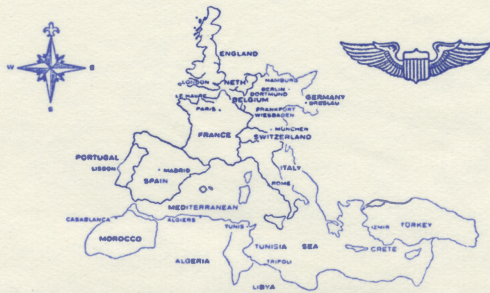 ENGLAND
W E
S
LONDON NETH HAMBURG
BERLIN
DORTMUND
LE HAVRE BELGIUM GERMANY
PARIS FRANKFURT BRESLAU
WIESBADEN
FRANCE MÜNCHEN
SWITZERLAND
PORTUGAL
LISBON MADRID ITALY
SPAIN ROME
MEDITERRANEAN
CASABLANCA ALGIERS TUNIS IZMIR TURKEY
MOROCCO TUNISIA SEA CRETE
ALGERIA TRIPOLI
LIBYA